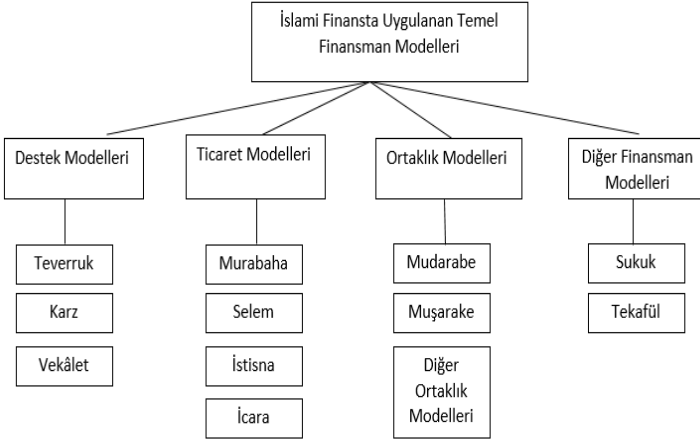 İslami Finansta Uygulanan Temel
Finansman Modelleri
Destek Modelleri
Ticaret Modelleri
Ortaklık Modelleri
Diğer Finansman
Modelleri
Teverruk
Karz
Vekâlet
Murabaha
Selem
İstisna
İcara
Mudarabe
Muşarake
Diğer
Ortaklık
Modelleri
Sukuk
Tekafül